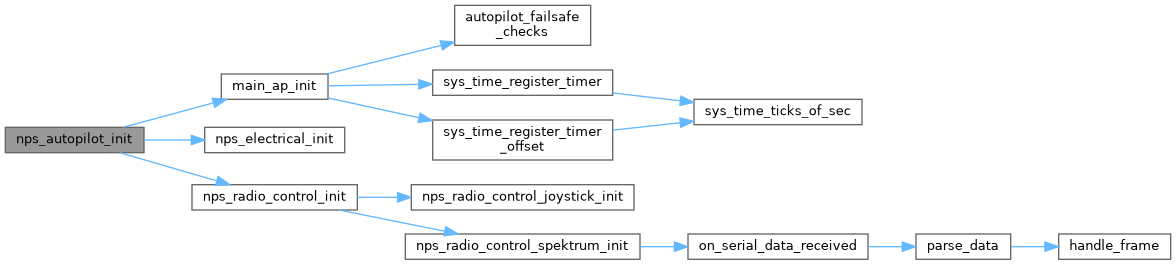 autopilot_failsafe
_checks
sys_time_register_timer
main_ap_init
sys_time_ticks_of_sec
sys_time_register_timer
_offset
nps_autopilot_init
nps_electrical_init
nps_radio_control_init
nps_radio_control_joystick_init
nps_radio_control_spektrum_init
on_serial_data_received
parse_data
handle_frame